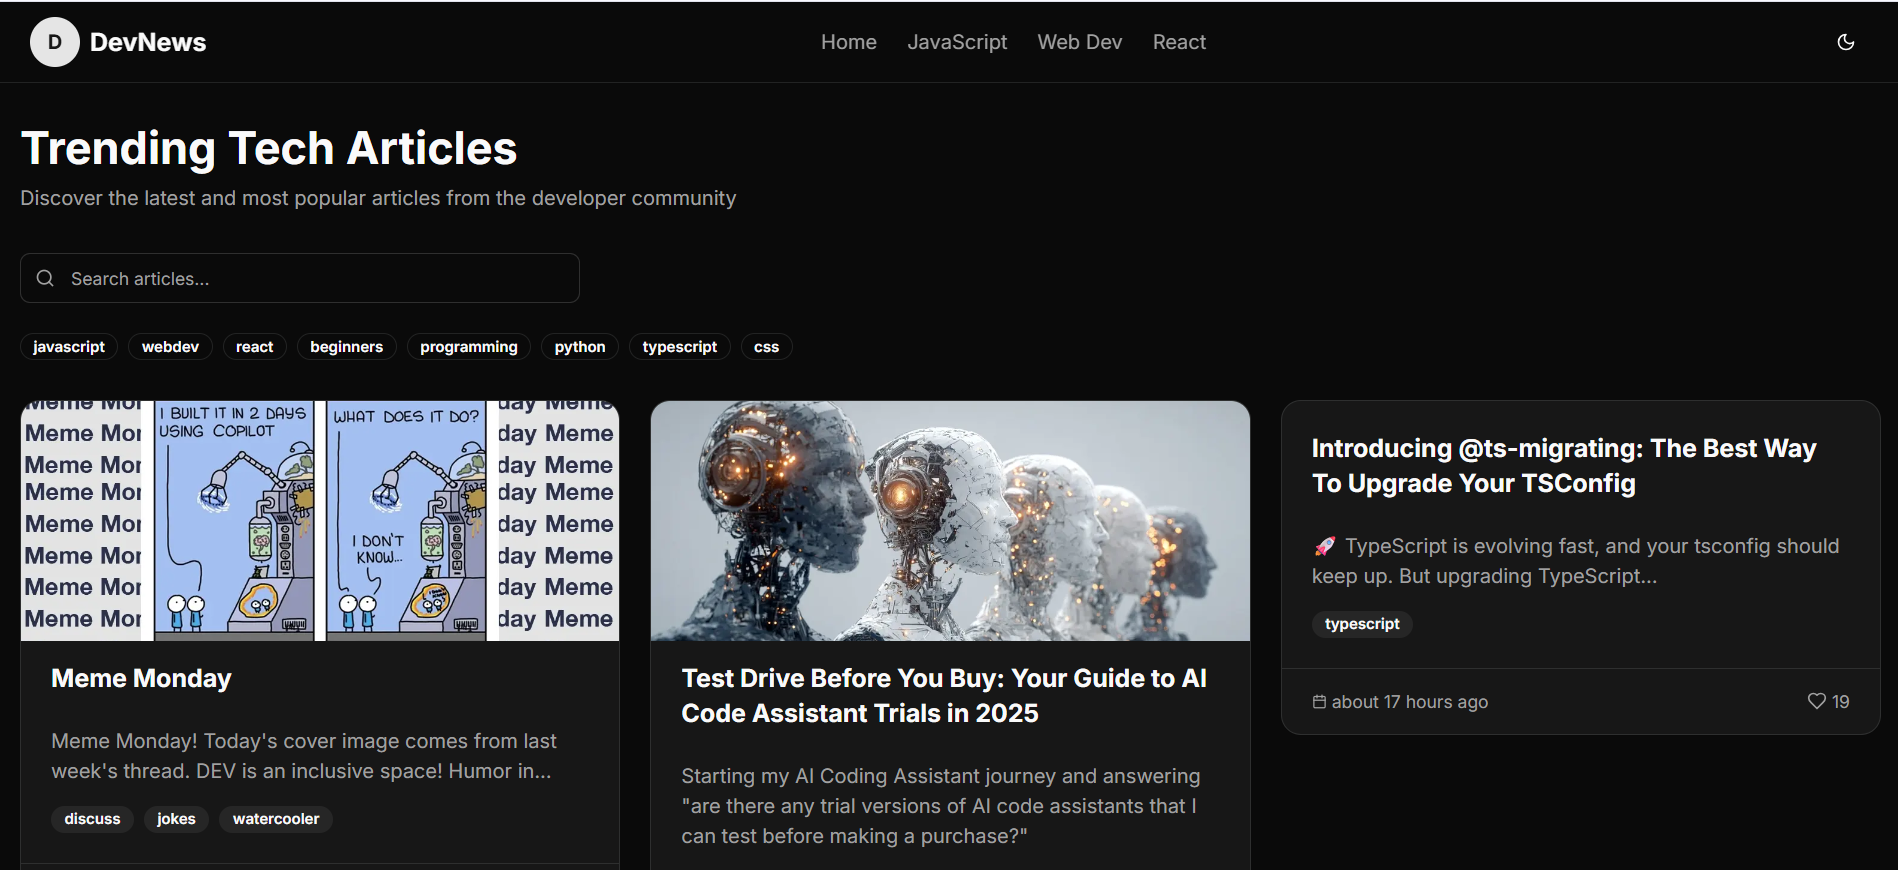 D DevNews
Home JavaScript Web Dev React
Trending Tech Articles
Discover the latest and most popular articles from the developer community
Search articles...
javascript webdev react beginners programming python typescript css
I BUILT IT IN 2 DAYS
USING COPILOT
WHAT DOES IT DO?
I DON'T
KNOW...
Meme Mor
day Meme
Meme Mor
day Meme
Meme Mor
day Meme
Meme Mor
day Meme
Meme Mor
day Meme
Meme Mor
day Meme
Meme Mor
day Meme
Meme Mor
day Meme
Meme Monday
Meme Monday! Today's cover image comes from last
week's thread. DEV is an inclusive space! Humor in...
discuss jokes watercooler
Test Drive Before You Buy: Your Guide to AI
Code Assistant Trials in 2025
Starting my AI Coding Assistant journey and answering
"are there any trial versions of AI code assistants that I
can test before making a purchase?"
Introducing @ts-migrating: The Best Way
To Upgrade Your TSConfig
🚀 TypeScript is evolving fast, and your tsconfig should
keep up. But upgrading TypeScript...
typescript
about 17 hours ago 19